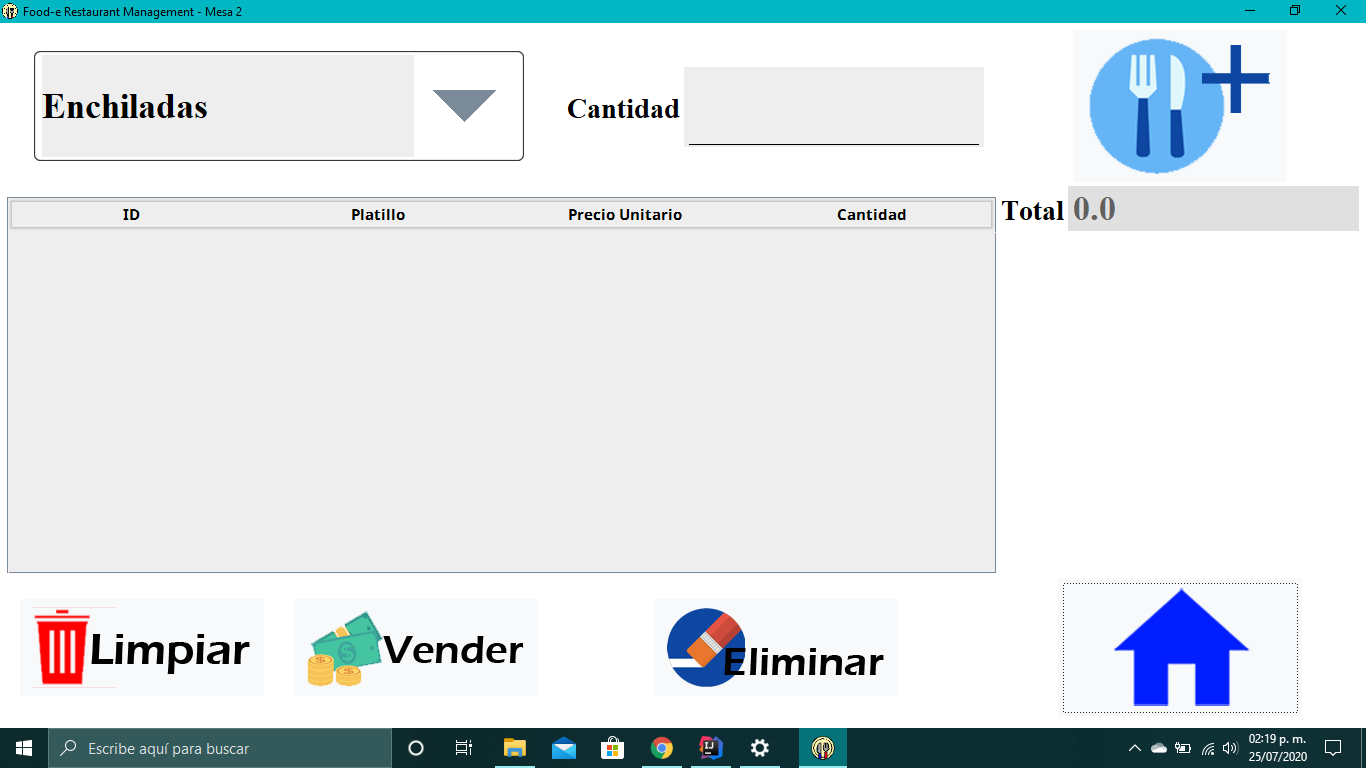 Food-e Restaurant Management - Mesa 2
Enchiladas
Cantidad
ID Platillo Precio Unitario Cantidad
Total 0.0
Limpiar
Vender
Eliminar
Escribe aquí para buscar
02:19 p. m.
25/07/2020